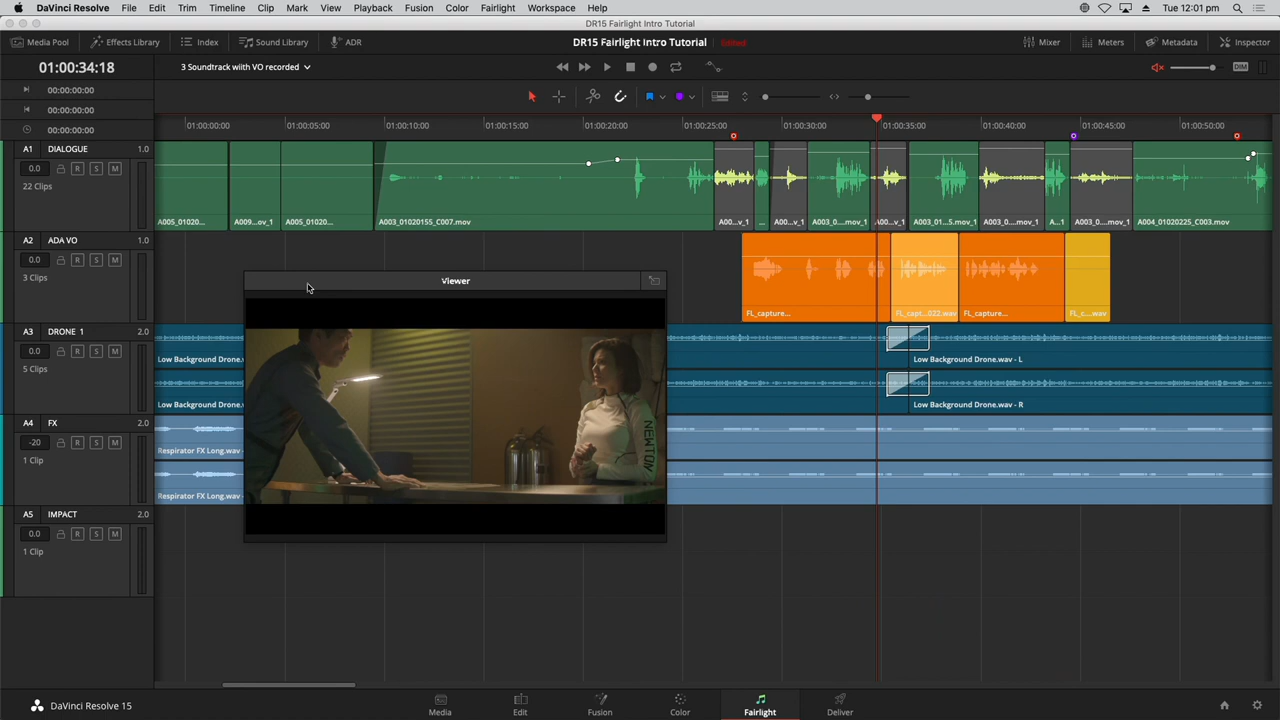 DaVinci Resolve File Edit Trim Timeline Clip Mark View Playback Fusion Color Fairlight Workspace Help Tue 12:01 pm
DR15 Fairlight Intro Tutorial
Media Pool Effects Library Index Sound Library ADR DR15 Fairlight Intro Tutorial Edited Mixer Meters Metadata Inspector
01:00:34:18 3 Soundtrack wiith VO recorded DIM
00:00:00:00
00:00:00:00
00:00:00:00
01:00:00:00 01:00:05:00 01:00:10:00 01:00:15:00 01:00:20:00 01:00:25:00 01:00:30:00 01:00:35:00 01:00:40:00 01:00:45:00 01:00:50:00
A1 DIALOGUE 1.0
0.0 R S M
22 Clips
A005_01020... A009...ov_1 A005_01020... A003_01020155_C007.mov A00...v_1 ... A00...v_1 A003_0....mov_1 A00...v_1 A003_01...5.mov A003_0....mov_1 A...1 A003_0....mov_1 A004_01020225_C003.mov
A2 ADA VO 1.0
0.0 R S M
3 Clips
FL_capture... FL_capt...022.wav FL_capture... FL_c...wav
Viewer
NEWTON
A3 DRONE 1 2.0
0.0 R S M
5 Clips
Low Background Drone. Low Background Drone.wav - L
Low Background Drone. Low Background Drone.wav - R
A4 FX 2.0
-20 R S M
1 Clip
Respirator FX Long.wav -
Respirator FX Long.wav -
A5 IMPACT 2.0
0.0 R S M
1 Clip
DaVinci Resolve 15 Media Edit Fusion Color Fairlight Deliver